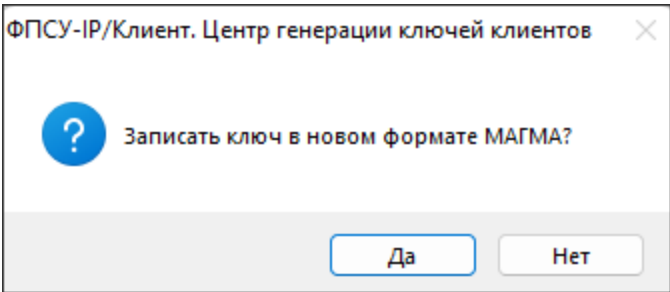 ФПСУ-IP/Клиент. Центр генерации ключей клиентов
Записать ключ в новом формате МАГМА?
Да
Нет